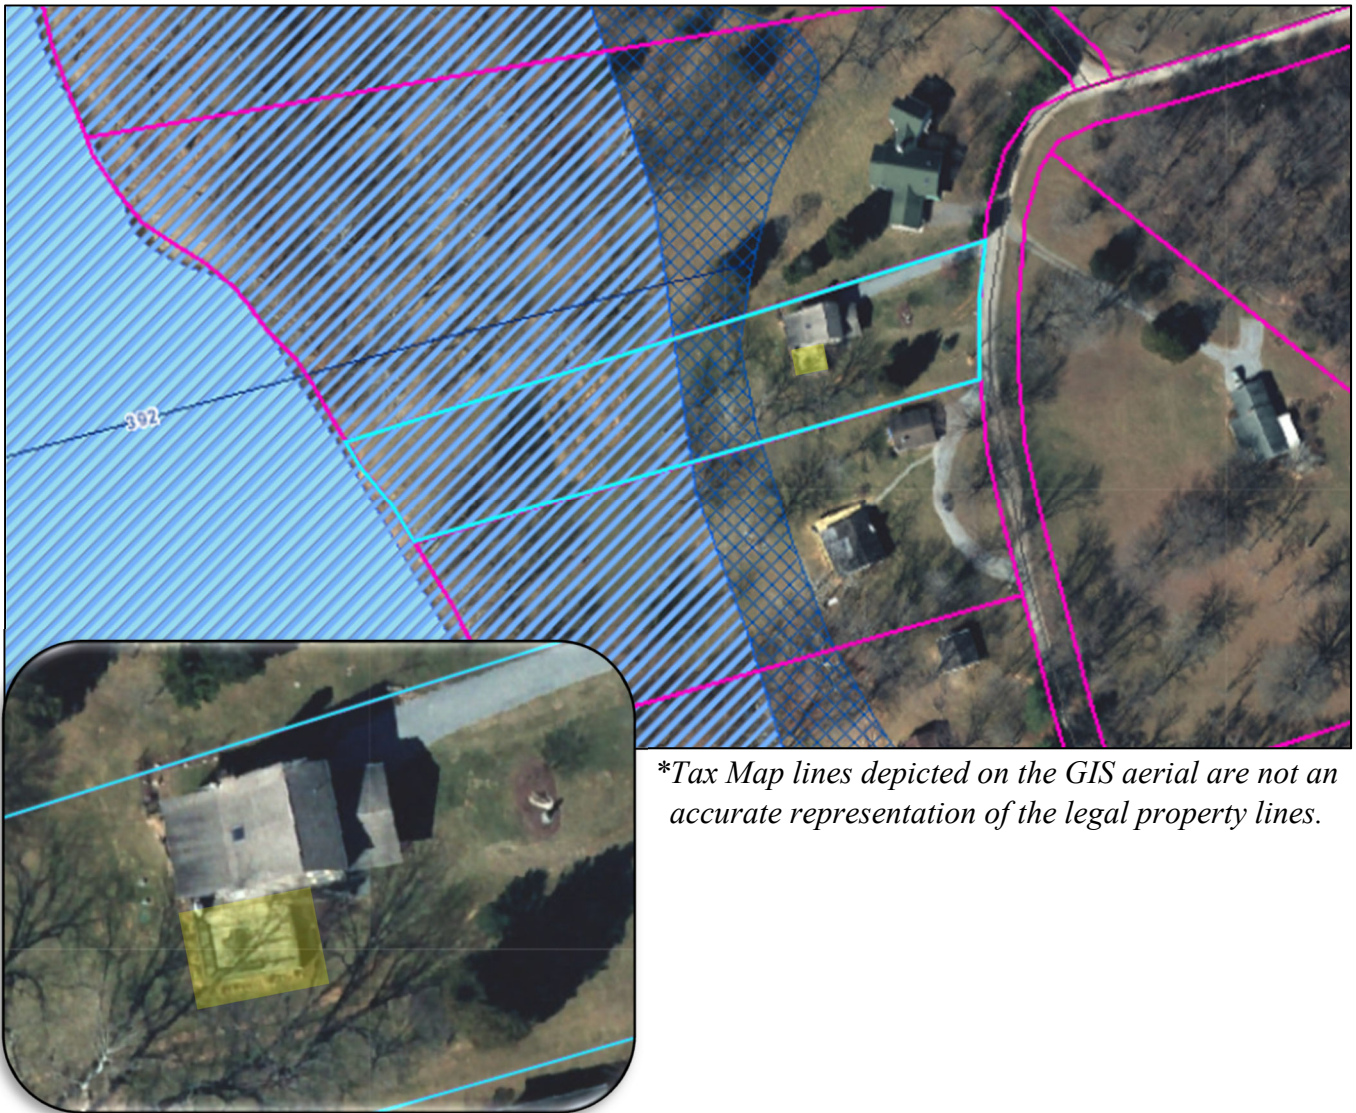 392
*Tax Map lines depicted on the GIS aerial are not an
accurate representation of the legal property lines.